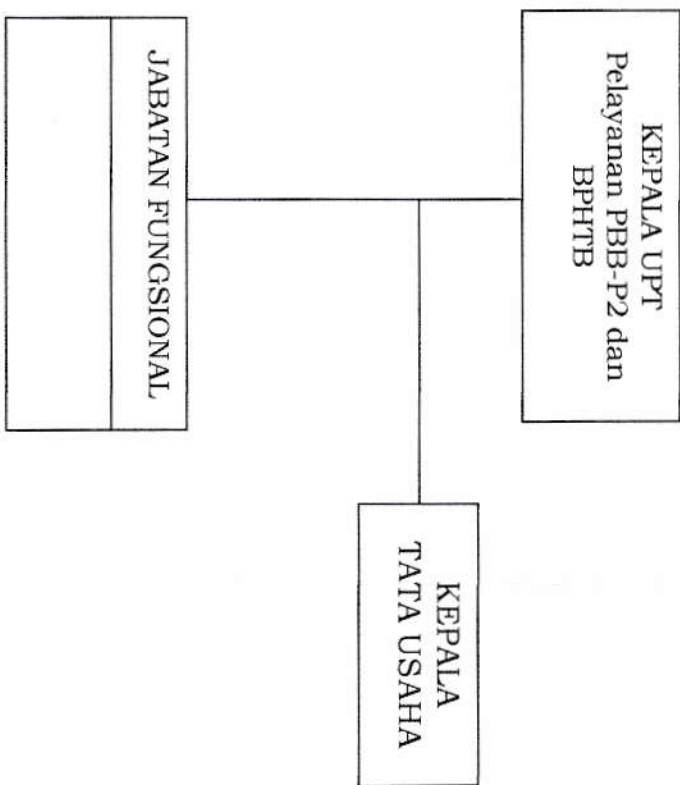 KEPALA UPT
Pelayanan PBB-P2 dan
BPHTB
KEPALA
TATA USAHA
JABATAN FUNGSIONAL